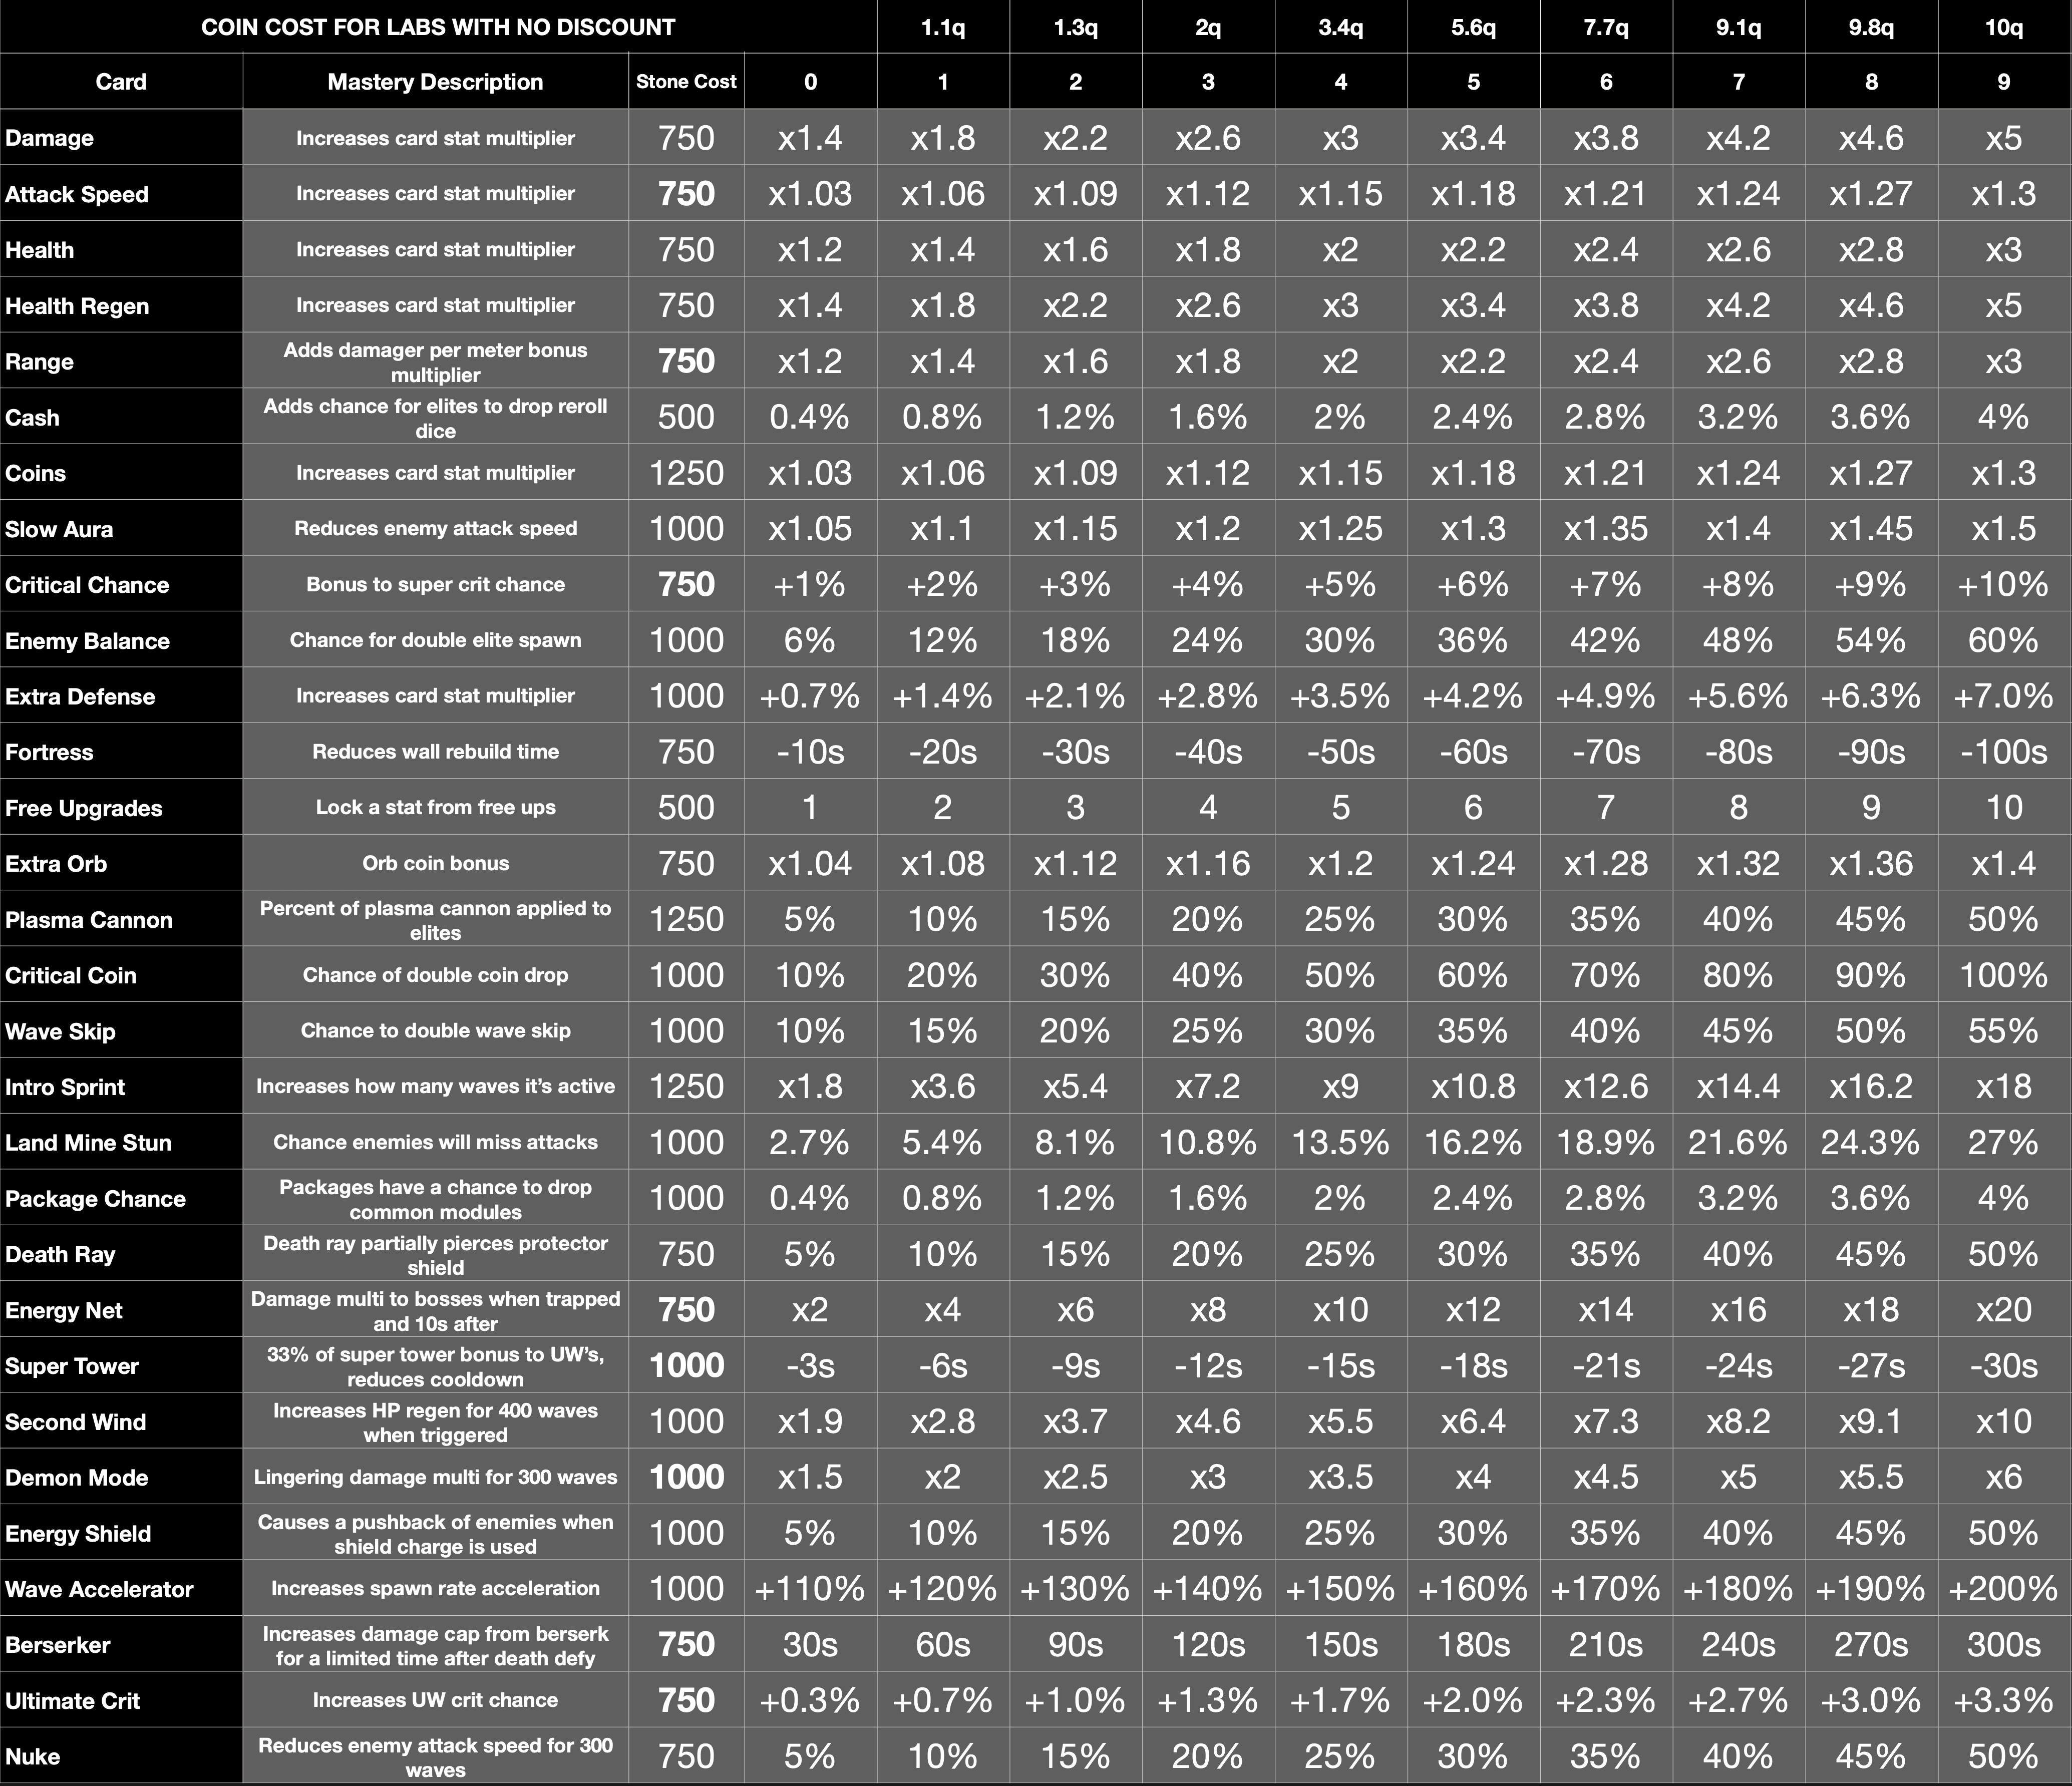 COIN COST FOR LABS WITH NO DISCOUNT 1.1q 1.3q 2q 3.4q 5.6q 7.7q 9.1q 9.8q 10q
Card Mastery Description Stone Cost 0 1 2 3 4 5 6 7 8 9
Damage Increases card stat multiplier 750 x1.4 x1.8 x2.2 x2.6 x3 x3.4 x3.8 x4.2 x4.6 x5
Attack Speed Increases card stat multiplier 750 x1.03 x1.06 x1.09 x1.12 x1.15 x1.18 x1.21 x1.24 x1.27 x1.3
Health Increases card stat multiplier 750 x1.2 x1.4 x1.6 x1.8 x2 x2.2 x2.4 x2.6 x2.8 x3
Health Regen Increases card stat multiplier 750 x1.4 x1.8 x2.2 x2.6 x3 x3.4 x3.8 x4.2 x4.6 x5
Range Adds damager per meter bonus
multiplier 750 x1.2 x1.4 x1.6 x1.8 x2 x2.2 x2.4 x2.6 x2.8 x3
Cash Adds chance for elites to drop reroll
dice 500 0.4% 0.8% 1.2% 1.6% 2% 2.4% 2.8% 3.2% 3.6% 4%
Coins Increases card stat multiplier 1250 x1.03 x1.06 x1.09 x1.12 x1.15 x1.18 x1.21 x1.24 x1.27 x1.3
Slow Aura Reduces enemy attack speed 1000 x1.05 x1.1 x1.15 x1.2 x1.25 x1.3 x1.35 x1.4 x1.45 x1.5
Critical Chance Bonus to super crit chance 750 +1% +2% +3% +4% +5% +6% +7% +8% +9% +10%
Enemy Balance Chance for double elite spawn 1000 6% 12% 18% 24% 30% 36% 42% 48% 54% 60%
Extra Defense Increases card stat multiplier 1000 +0.7% +1.4% +2.1% +2.8% +3.5% +4.2% +4.9% +5.6% +6.3% +7.0%
Fortress Reduces wall rebuild time 750 -10s -20s -30s -40s -50s -60s -70s -80s -90s -100s
Free Upgrades Lock a stat from free ups 500 1 2 3 4 5 6 7 8 9 10
Extra Orb Orb coin bonus 750 x1.04 x1.08 x1.12 x1.16 x1.2 x1.24 x1.28 x1.32 x1.36 x1.4
Plasma Cannon Percent of plasma cannon applied to
elites 1250 5% 10% 15% 20% 25% 30% 35% 40% 45% 50%
Critical Coin Chance of double coin drop 1000 10% 20% 30% 40% 50% 60% 70% 80% 90% 100%
Wave Skip Chance to double wave skip 1000 10% 15% 20% 25% 30% 35% 40% 45% 50% 55%
Intro Sprint Increases how many waves it’s active 1250 x1.8 x3.6 x5.4 x7.2 x9 x10.8 x12.6 x14.4 x16.2 x18
Land Mine Stun Chance enemies will miss attacks 1000 2.7% 5.4% 8.1% 10.8% 13.5% 16.2% 18.9% 21.6% 24.3% 27%
Package Chance Packages have a chance to drop
common modules 1000 0.4% 0.8% 1.2% 1.6% 2% 2.4% 2.8% 3.2% 3.6% 4%
Death Ray Death ray partially pierces protector
shield 750 5% 10% 15% 20% 25% 30% 35% 40% 45% 50%
Energy Net Damage multi to bosses when trapped
and 10s after 750 x2 x4 x6 x8 x10 x12 x14 x16 x18 x20
Super Tower 33% of super tower bonus to UW’s,
reduces cooldown 1000 -3s -6s -9s -12s -15s -18s -21s -24s -27s -30s
Second Wind Increases HP regen for 400 waves
when triggered 1000 x1.9 x2.8 x3.7 x4.6 x5.5 x6.4 x7.3 x8.2 x9.1 x10
Demon Mode Lingering damage multi for 300 waves 1000 x1.5 x2 x2.5 x3 x3.5 x4 x4.5 x5 x5.5 x6
Energy Shield Causes a pushback of enemies when
shield charge is used 1000 5% 10% 15% 20% 25% 30% 35% 40% 45% 50%
Wave Accelerator Increases spawn rate acceleration 1000 +110% +120% +130% +140% +150% +160% +170% +180% +190% +200%
Berserker Increases damage cap from berserk
for a limited time after death defy 750 30s 60s 90s 120s 150s 180s 210s 240s 270s 300s
Ultimate Crit Increases UW crit chance 750 +0.3% +0.7% +1.0% +1.3% +1.7% +2.0% +2.3% +2.7% +3.0% +3.3%
Nuke Reduces enemy attack speed for 300
waves 750 5% 10% 15% 20% 25% 30% 35% 40% 45% 50%